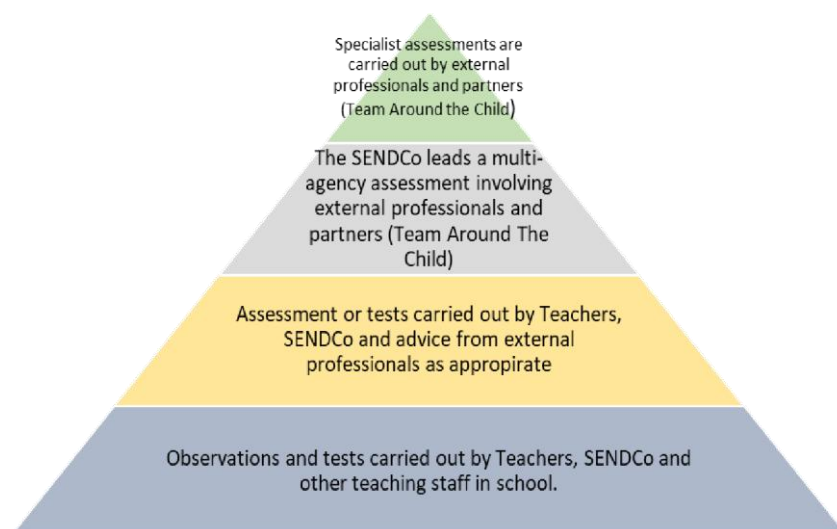 Specialist assessments are
carried out by external
professionals and partners
(Team Around the Child)
The SENDCo leads a multi-
agency assessment involving
external professionals and
partners (Team Around The
Child)
Assessment or tests carried out by Teachers,
SENDCo and advice from external
professionals as appropirate
Observations and tests carried out by Teachers, SENDCo and
other teaching staff in school.